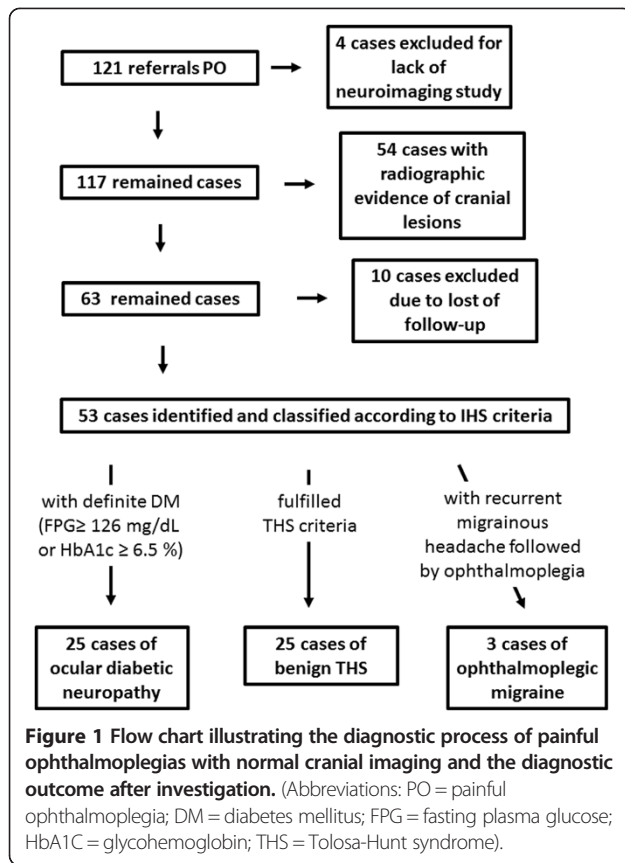 121 referrals PO
4 cases excluded for
lack of
neuroimaging study
117 remained cases
54 cases with
radiographic
evidence of cranial
lesions
63 remained cases
10 cases excluded
due to lost of
follow-up
53 cases identified and classified according to IHS criteria
with definite DM
(FPG≥ 126 mg/dL
or HbA1c ≥ 6.5 %)
fulfilled
THS criteria
with recurrent
migrainous
headache followed
by ophthalmoplegia
25 cases of
ocular diabetic
neuropathy
25 cases of
benign THS
3 cases of
ophthalmoplegic
migraine
Figure 1 Flow chart illustrating the diagnostic process of painful
ophthalmoplegias with normal cranial imaging and the diagnostic
outcome after investigation. (Abbreviations: PO = painful
ophthalmoplegia; DM = diabetes mellitus; FPG = fasting plasma glucose;
HbA1C = glycohemoglobin; THS = Tolosa-Hunt syndrome).